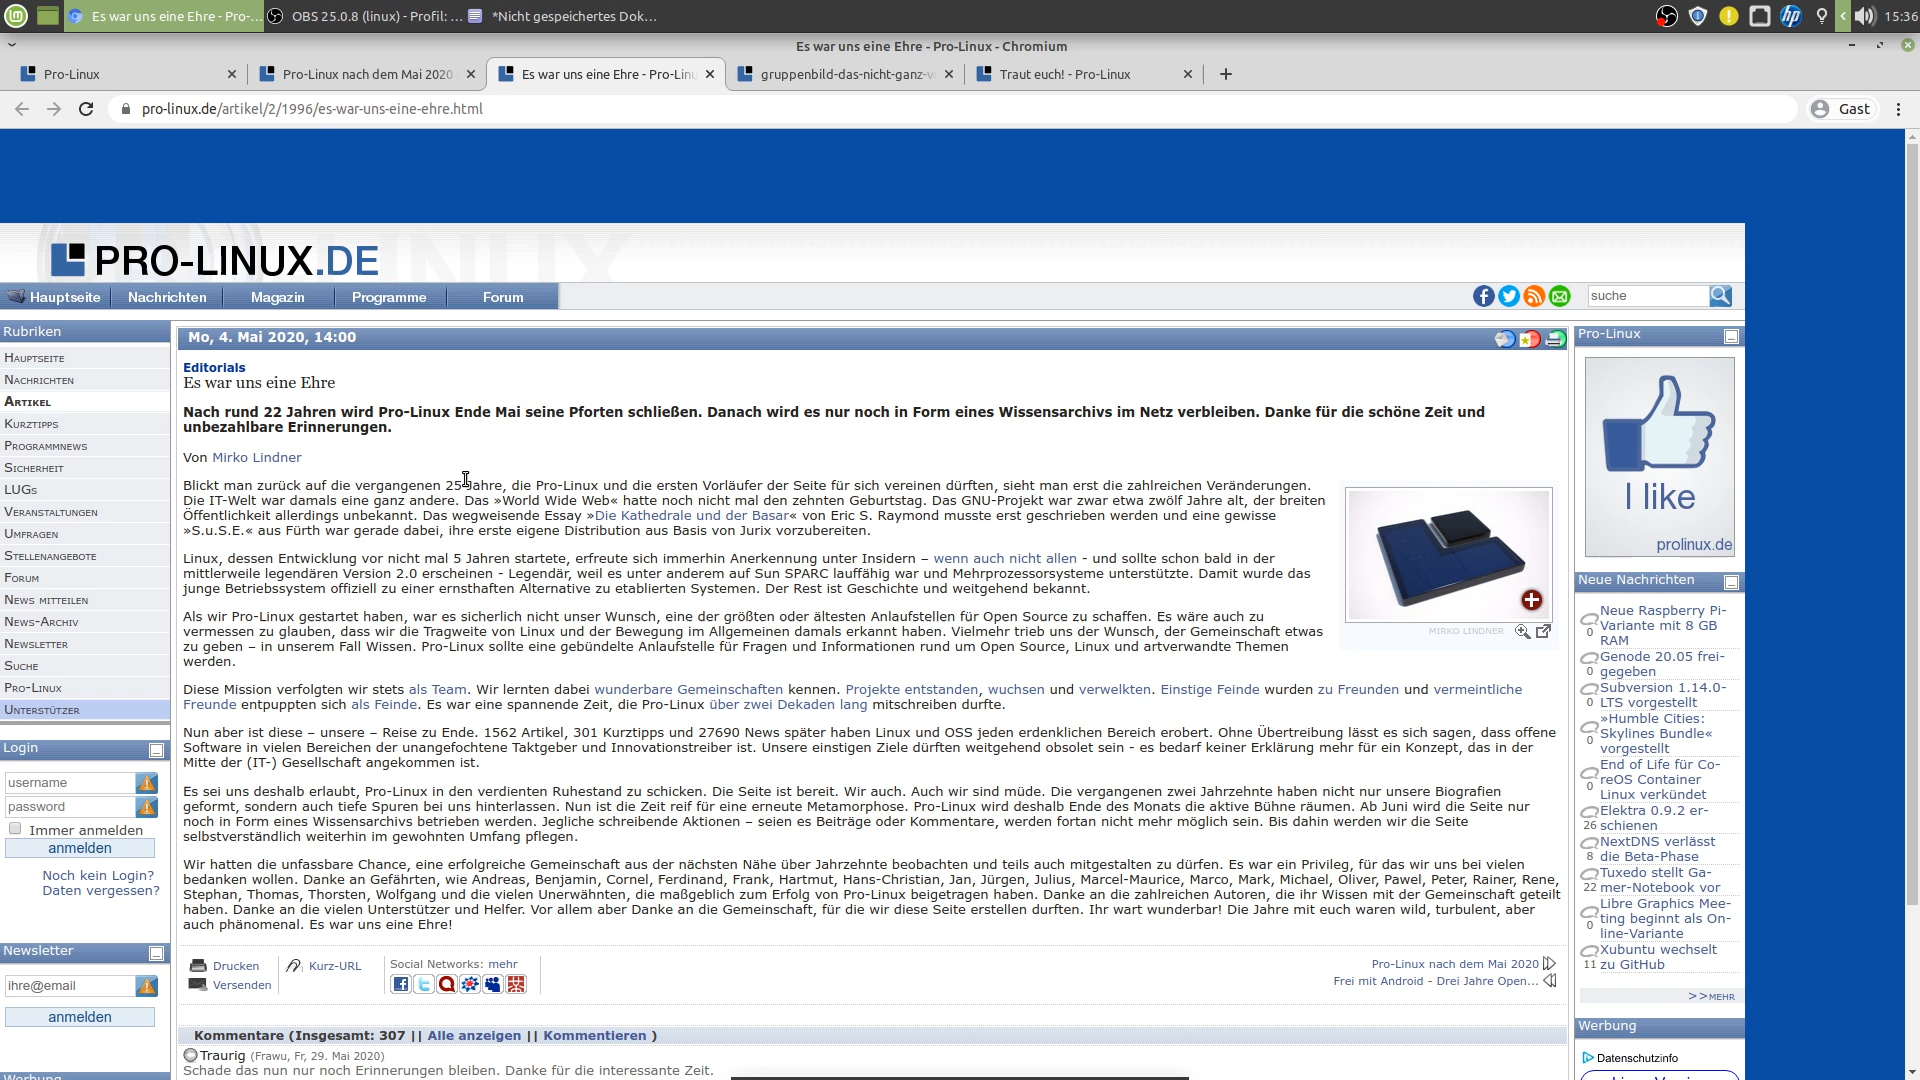 Es war uns eine Ehre - Pro-...
OBS 25.0.8 (linux) - Profil: ...
*Nicht gespeichertes Dok...
15:36
Es war uns eine Ehre - Pro-Linux - Chromium
Pro-Linux
Pro-Linux nach dem Mai 2020
Es war uns eine Ehre - Pro-Linu
gruppenbild-das-nicht-ganz-v
Traut euch! - Pro-Linux
pro-linux.de/artikel/2/1996/es-war-uns-eine-ehre.html
Gast
PRO-LINUX.DE
Hauptseite
Nachrichten
Magazin
Programme
Forum
suche
Rubriken
Hauptseite
Nachrichten
Artikel
Kurztipps
Programmnews
Sicherheit
LUGs
Veranstaltungen
Umfragen
Stellenangebote
Forum
News mitteilen
News-Archiv
Newsletter
Suche
Pro-Linux
Unterstützer
Login
username
password
Immer anmelden
anmelden
Noch kein Login?
Daten vergessen?
Newsletter
ihre@email
anmelden
Werbung
Mo, 4. Mai 2020, 14:00
Editorials
Es war uns eine Ehre
Nach rund 22 Jahren wird Pro-Linux Ende Mai seine Pforten schließen. Danach wird es nur noch in Form eines Wissensarchivs im Netz verbleiben. Danke für die schöne Zeit und
unbezahlbare Erinnerungen.
Von Mirko Lindner
Blickt man zurück auf die vergangenen 25 Jahre, die Pro-Linux und die ersten Vorläufer der Seite für sich vereinen dürften, sieht man erst die zahlreichen Veränderungen.
Die IT-Welt war damals eine ganz andere. Das »World Wide Web« hatte noch nicht mal den zehnten Geburtstag. Das GNU-Projekt war zwar etwa zwölf Jahre alt, der breiten
Öffentlichkeit allerdings unbekannt. Das wegweisende Essay »Die Kathedrale und der Basar« von Eric S. Raymond musste erst geschrieben werden und eine gewisse
»S.u.S.E.« aus Fürth war gerade dabei, ihre erste eigene Distribution aus Basis von Jurix vorzubereiten.
Linux, dessen Entwicklung vor nicht mal 5 Jahren startete, erfreute sich immerhin Anerkennung unter Insidern – wenn auch nicht allen - und sollte schon bald in der
mittlerweile legendären Version 2.0 erscheinen - Legendär, weil es unter anderem auf Sun SPARC lauffähig war und Mehrprozessorsysteme unterstützte. Damit wurde das
junge Betriebssystem offiziell zu einer ernsthaften Alternative zu etablierten Systemen. Der Rest ist Geschichte und weitgehend bekannt.
Als wir Pro-Linux gestartet haben, war es sicherlich nicht unser Wunsch, eine der größten oder ältesten Anlaufstellen für Open Source zu schaffen. Es wäre auch zu
vermessen zu glauben, dass wir die Tragweite von Linux und der Bewegung im Allgemeinen damals erkannt haben. Vielmehr trieb uns der Wunsch, der Gemeinschaft etwas
zu geben – in unserem Fall Wissen. Pro-Linux sollte eine gebündelte Anlaufstelle für Fragen und Informationen rund um Open Source, Linux und artverwandte Themen
werden.
MIRKO LINDNER
Diese Mission verfolgten wir stets als Team. Wir lernten dabei wunderbare Gemeinschaften kennen. Projekte entstanden, wuchsen und verwelkten. Einstige Feinde wurden zu Freunden und vermeintliche
Freunde entpuppten sich als Feinde. Es war eine spannende Zeit, die Pro-Linux über zwei Dekaden lang mitschreiben durfte.
Nun aber ist diese – unsere – Reise zu Ende. 1562 Artikel, 301 Kurztipps und 27690 News später haben Linux und OSS jeden erdenklichen Bereich erobert. Ohne Übertreibung lässt es sich sagen, dass offene
Software in vielen Bereichen der unangefochtene Taktgeber und Innovationstreiber ist. Unsere einstigen Ziele dürften weitgehend obsolet sein - es bedarf keiner Erklärung mehr für ein Konzept, das in der
Mitte der (IT-) Gesellschaft angekommen ist.
Es sei uns deshalb erlaubt, Pro-Linux in den verdienten Ruhestand zu schicken. Die Seite ist bereit. Wir auch. Auch wir sind müde. Die vergangenen zwei Jahrzehnte haben nicht nur unsere Biografien
geformt, sondern auch tiefe Spuren bei uns hinterlassen. Nun ist die Zeit reif für eine erneute Metamorphose. Pro-Linux wird deshalb Ende des Monats die aktive Bühne räumen. Ab Juni wird die Seite nur
noch in Form eines Wissensarchivs betrieben werden. Jegliche schreibende Aktionen – seien es Beiträge oder Kommentare, werden fortan nicht mehr möglich sein. Bis dahin werden wir die Seite
selbstverständlich weiterhin im gewohnten Umfang pflegen.
Wir hatten die unfassbare Chance, eine erfolgreiche Gemeinschaft aus der nächsten Nähe über Jahrzehnte beobachten und teils auch mitgestalten zu dürfen. Es war ein Privileg, für das wir uns bei vielen
bedanken wollen. Danke an Gefährten, wie Andreas, Benjamin, Cornel, Ferdinand, Frank, Hartmut, Hans-Christian, Jan, Jürgen, Julius, Marcel-Maurice, Marco, Mark, Michael, Oliver, Pawel, Peter, Rainer, Rene,
Stephan, Thomas, Thorsten, Wolfgang und die vielen Unerwähnten, die maßgeblich zum Erfolg von Pro-Linux beigetragen haben. Danke an die zahlreichen Autoren, die ihr Wissen mit der Gemeinschaft geteilt
haben. Danke an die vielen Unterstützer und Helfer. Vor allem aber Danke an die Gemeinschaft, für die wir diese Seite erstellen durften. Ihr wart wunderbar! Die Jahre mit euch waren wild, turbulent, aber
auch phänomenal. Es war uns eine Ehre!
Drucken
Versenden
Kurz-URL
Social Networks: mehr
Pro-Linux nach dem Mai 2020
Frei mit Android - Drei Jahre Open...
Kommentare (Insgesamt: 307 || Alle anzeigen || Kommentieren )
Traurig (Frawu, Fr, 29. Mai 2020)
Schade das nun nur noch Erinnerungen bleiben. Danke für die interessante Zeit.
Pro-Linux
I like
prolinux.de
Neue Nachrichten
Neue Raspberry Pi-
Variante mit 8 GB
RAM
0
Genode 20.05 frei-
gegeben
0
Subversion 1.14.0-
LTS vorgestellt
0
»Humble Cities:
Skylines Bundle«
vorgestellt
0
End of Life für Co-
reOS Container
Linux verkündet
0
Elektra 0.9.2 er-
schienen
26
NextDNS verlässt
die Beta-Phase
8
Tuxedo stellt Ga-
mer-Notebook vor
22
Libre Graphics Mee-
ting beginnt als On-
line-Variante
0
Xubuntu wechselt
zu GitHub
11
>>mehr
Werbung
Datenschutzinfo